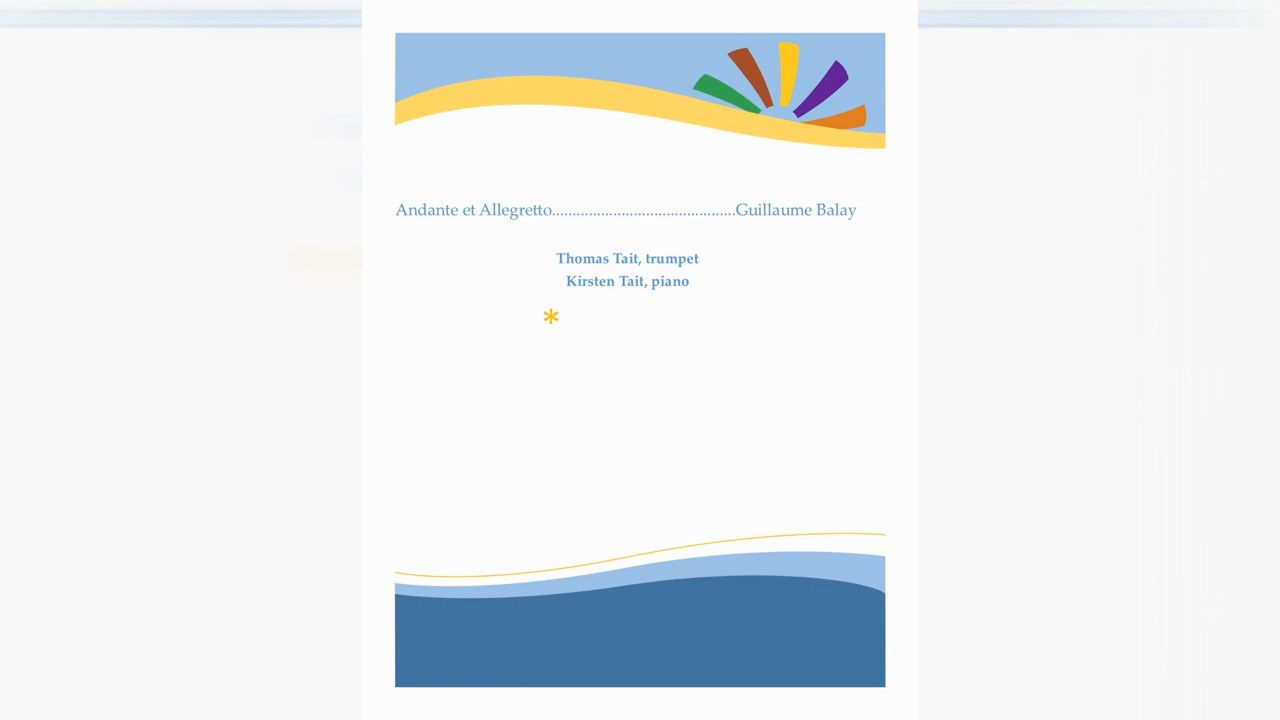 Andante et Allegretto.............................................Guillaume Balay
Thomas Tait, trumpet
Kirsten Tait, piano
*